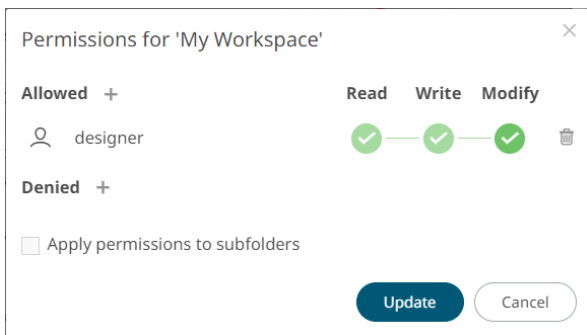 Permissions for 'My Workspace'
Allowed + Read Write Modify
designer
Denied +
Apply permissions to subfolders
Update Cancel